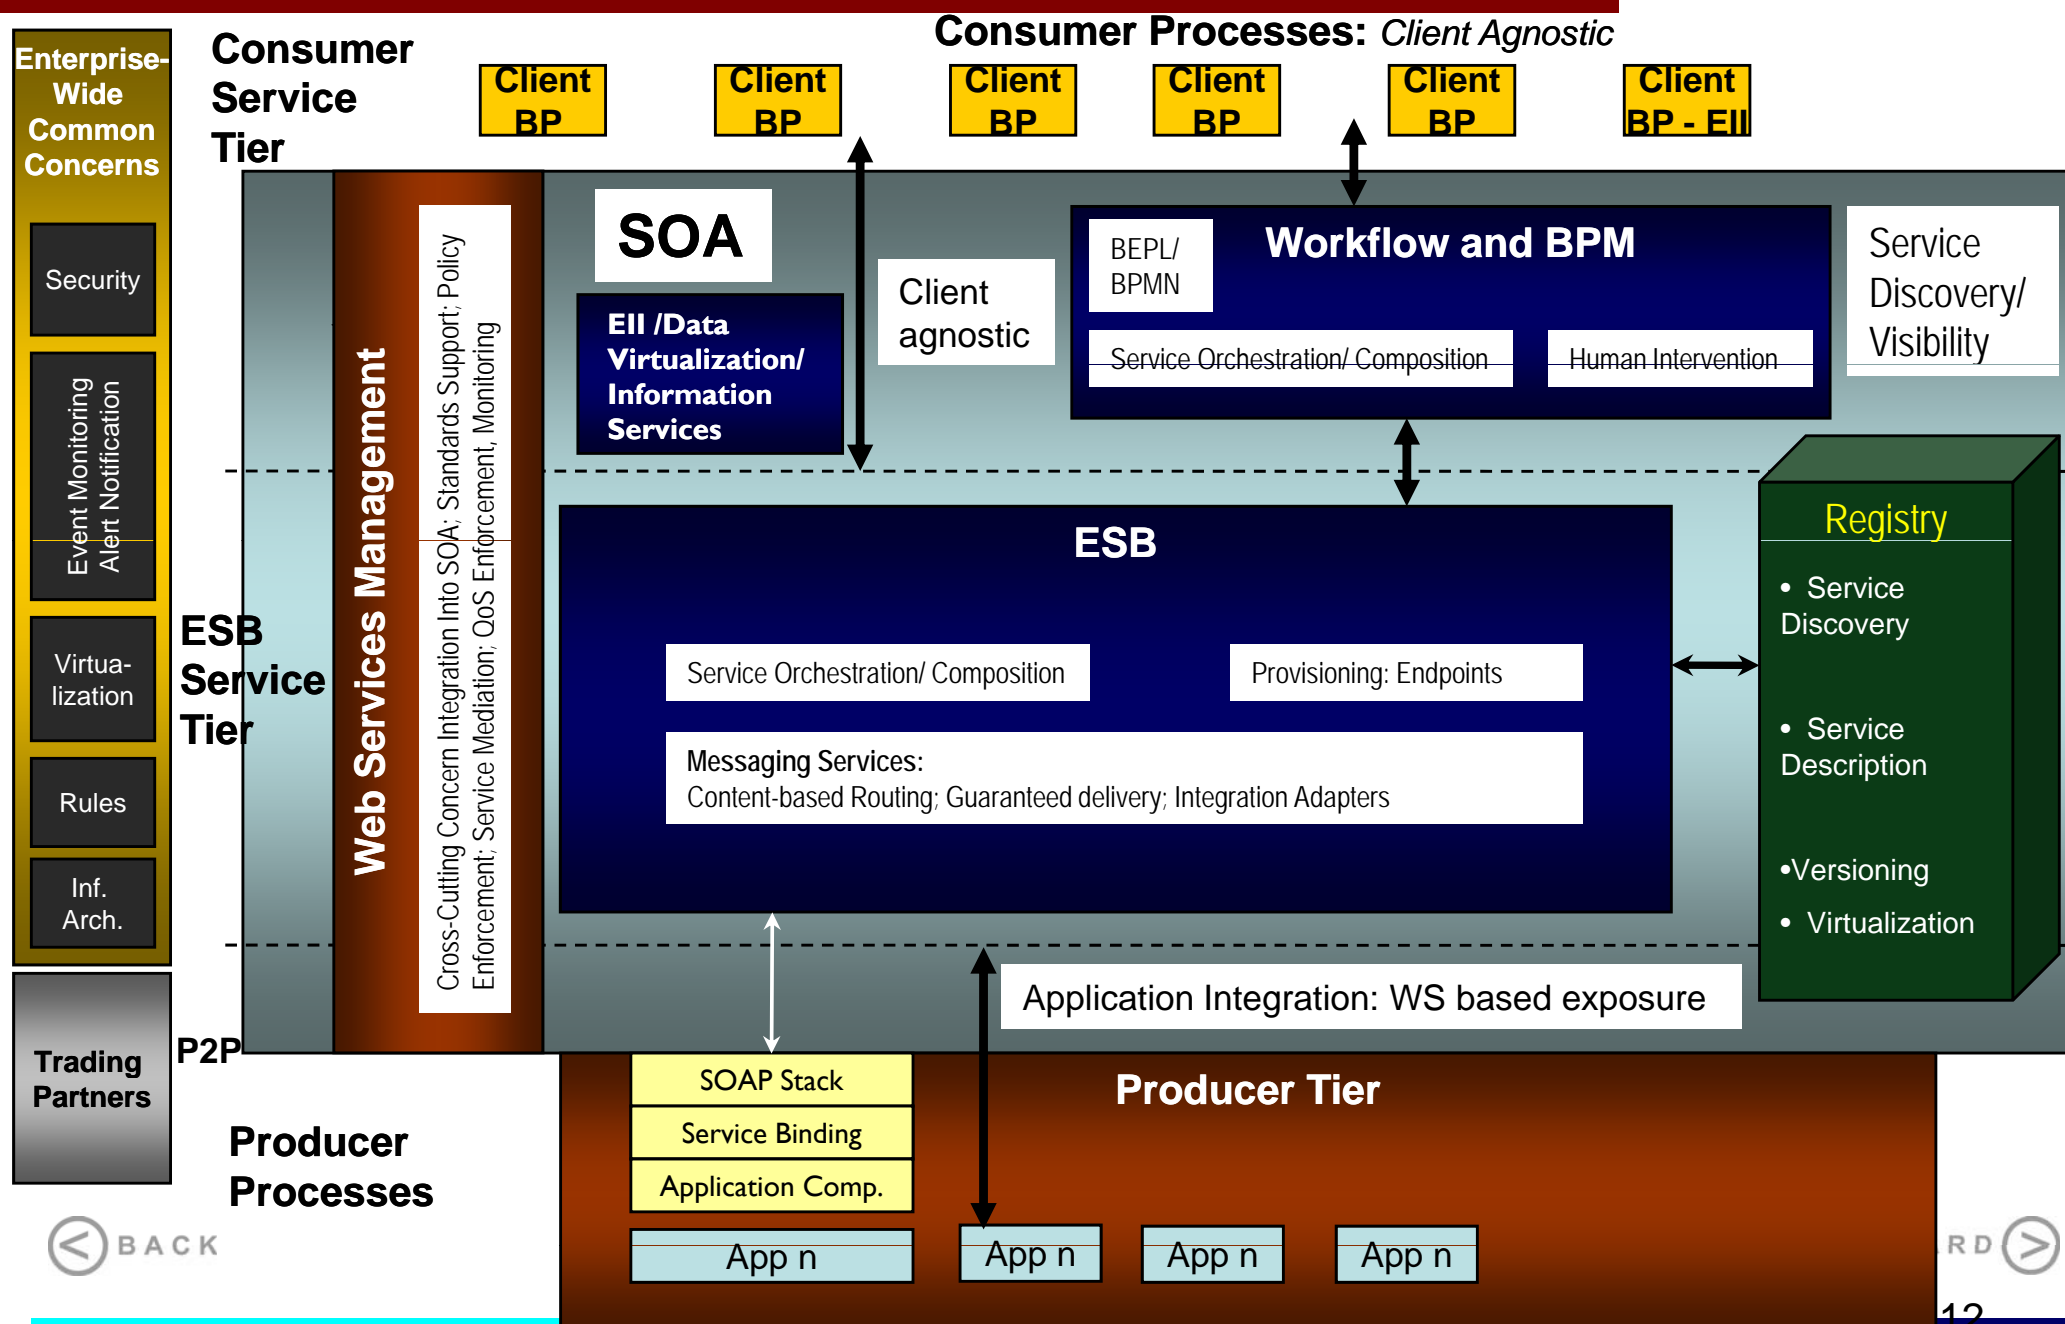 Consumer Processes: Client Agnostic
Enterprise-
Wide
Common
Concerns
Consumer
Service
Tier
Client
BP
Client
BP
Client
BP
Client
BP
Client
BP
Client
BP - EII
Security
Event Monitoring
Alert Notification
Virtua-
lization
Rules
Inf.
Arch.
Trading
Partners
ESB
Service
Tier
P2P
Producer
Processes
Web Services Management
Cross-Cutting Concern Integration Into SOA; Standards Support; Policy
Enforcement; Service Mediation; QoS Enforcement, Monitoring
SOA
EII /Data
Virtualization/
Information
Services
Client
agnostic
BEPL/
BPMN
Workflow and BPM
Service Orchestration/ Composition
Human Intervention
Service
Discovery/
Visibility
ESB
Service Orchestration/ Composition
Provisioning: Endpoints
Messaging Services:
Content-based Routing; Guaranteed delivery; Integration Adapters
Registry
• Service
Discovery
• Service
Description
•Versioning
• Virtualization
Application Integration: WS based exposure
SOAP Stack
Service Binding
Application Comp.
Producer Tier
App n
App n
App n
App n
BACK
RD
12